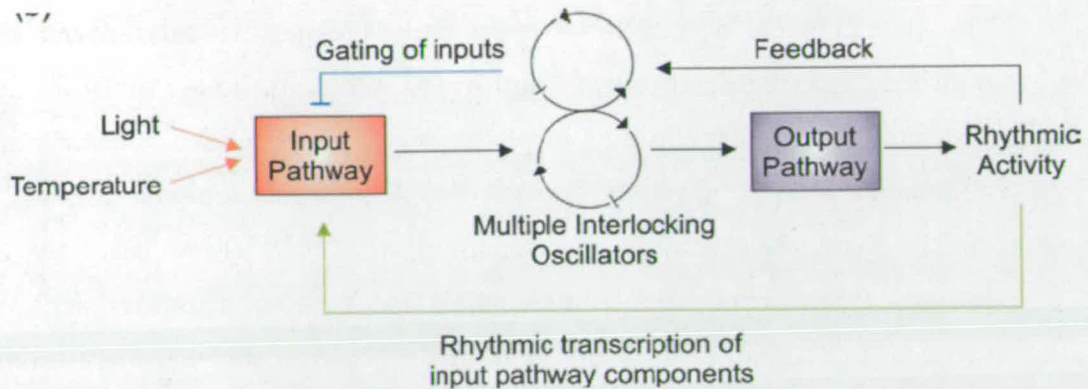 Gating of inputs
Feedback
Light
Temperature
Input
Pathway
Output
Pathway
Rhythmic
Activity
Multiple Interlocking
Oscillators
Rhythmic transcription of
input pathway components